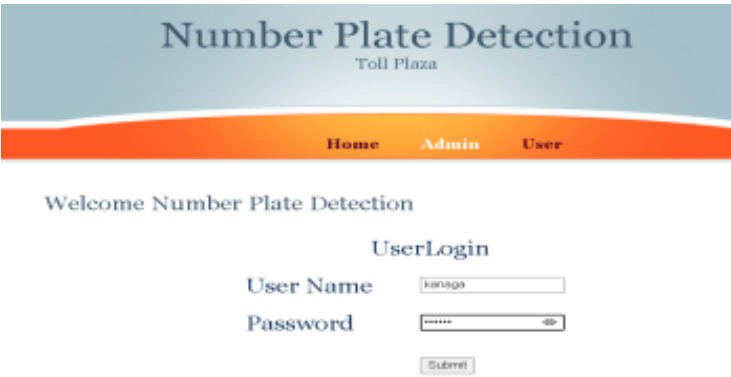 Number Plate Detection
Toll Plaza
Home Admin User
Welcome Number Plate Detection
UserLogin
User Name kanaga
Password ••••••
Submit